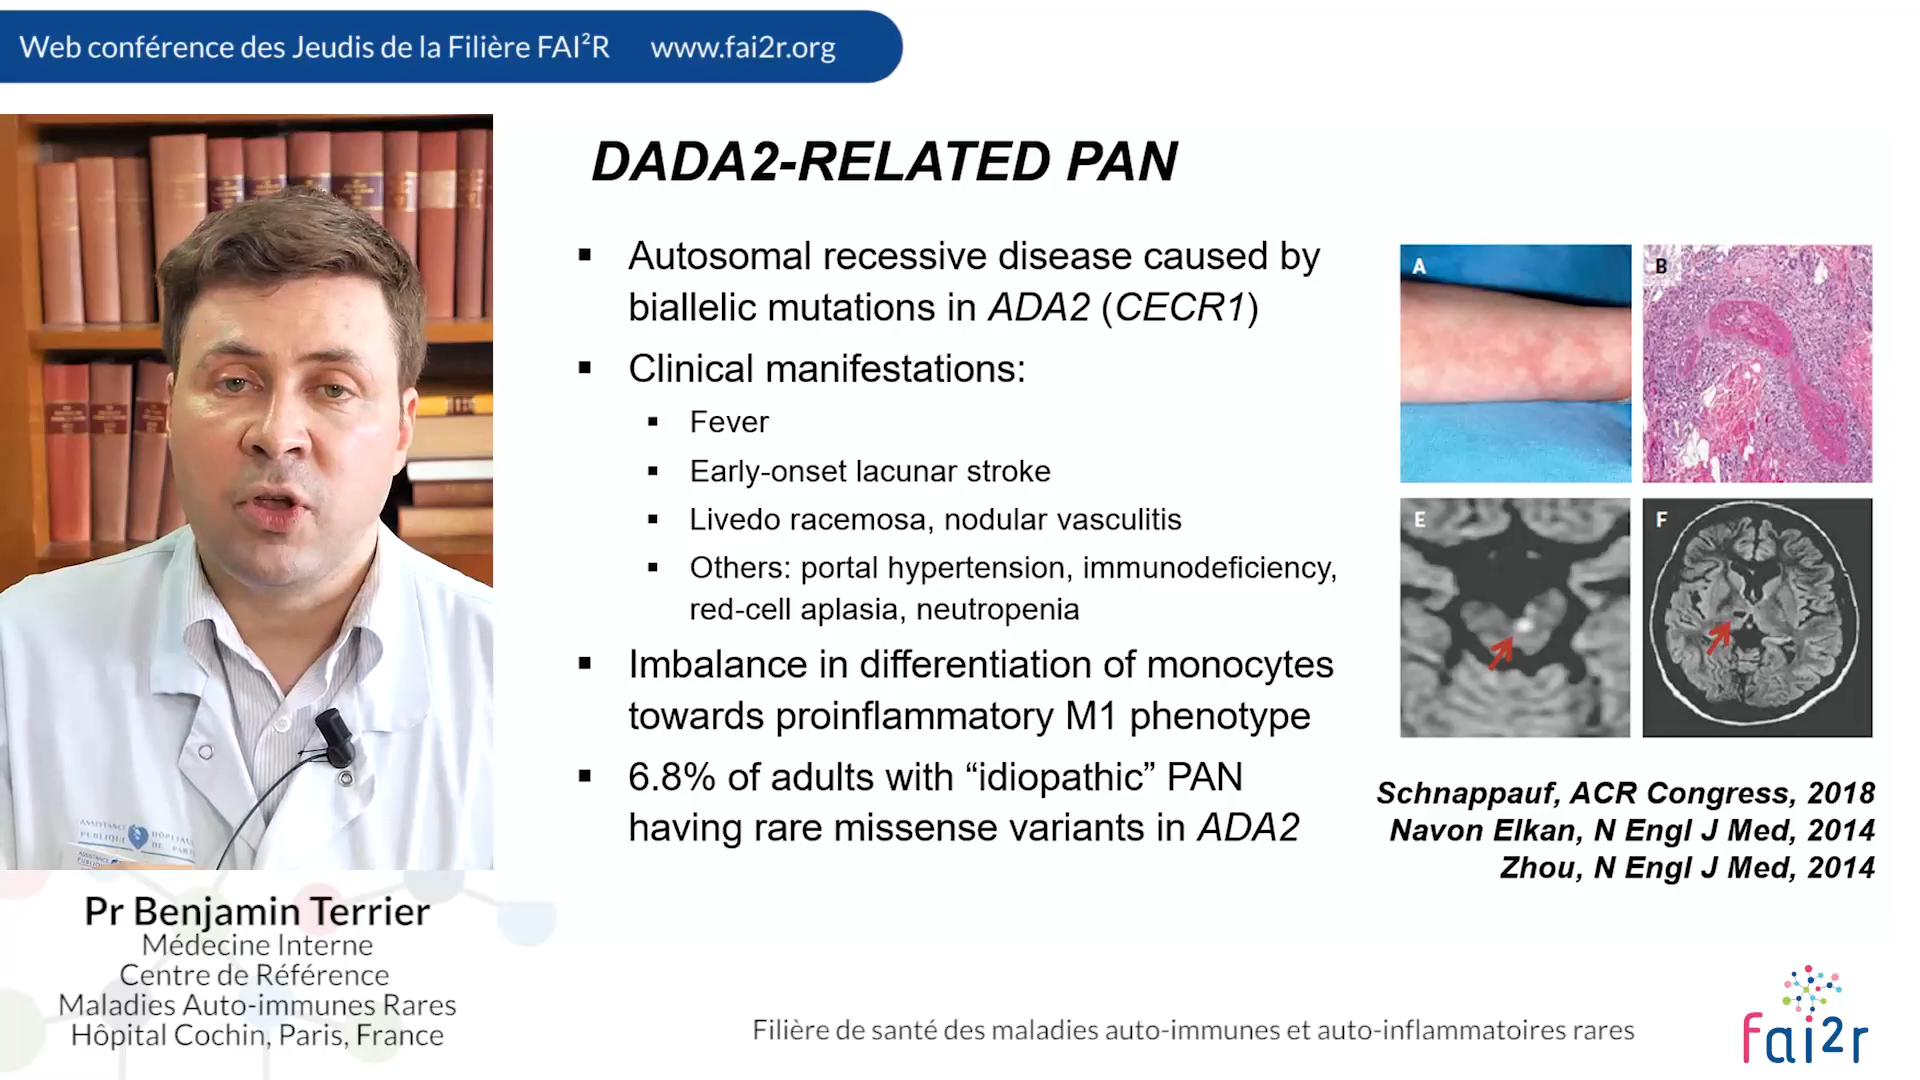 Web conférence des Jeudis de la Filière FAI²R www.fai2r.org
DADA2-RELATED PAN
Autosomal recessive disease caused by
biallelic mutations in ADA2 (CECR1)
Clinical manifestations:
Fever
Early-onset lacunar stroke
Livedo racemosa, nodular vasculitis
Others: portal hypertension, immunodeficiency,
red-cell aplasia, neutropenia
Imbalance in differentiation of monocytes
towards proinflammatory M1 phenotype
6.8% of adults with “idiopathic” PAN
having rare missense variants in ADA2
A
B
E
F
Schnappauf, ACR Congress, 2018
Navon Elkan, N Engl J Med, 2014
Zhou, N Engl J Med, 2014
ASSISTANCE HÔPITAUX
PUBLIQUE DE PARIS
Pr Benjamin Terrier
Médecine Interne
Centre de Référence
Maladies Auto-immunes Rares
Hôpital Cochin, Paris, France
Filière de santé des maladies auto-immunes et auto-inflammatoires rares
fai2r